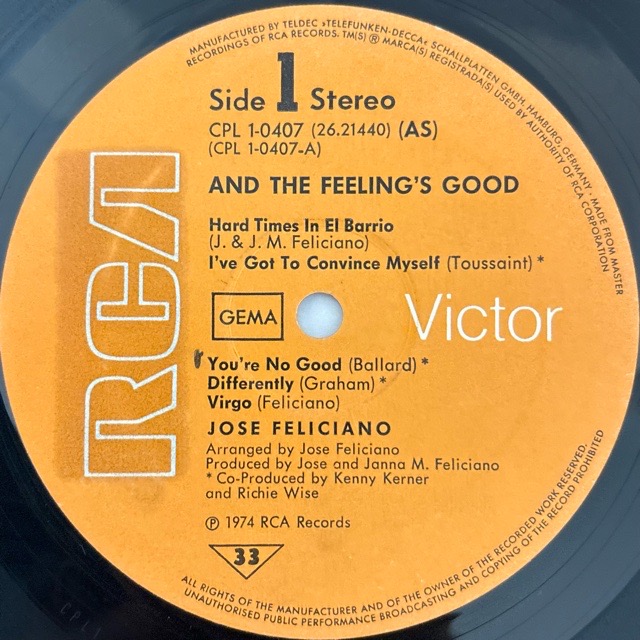 MANUFACTURED BY TELDEC »TELEFUNKEN-DECCA« SCHALLPLATTEN GMBH, HAMBURG, GERMANY · MADE FROM MASTER
RECORDINGS OF RCA RECORDS. TM(S) ® MARCA(S) REGISTRADA(S) USED BY AUTHORITY OF RCA CORPORATION
Side 1 Stereo
CPL 1-0407 (26.21440) (AS)
(CPL 1-0407-A)
AND THE FEELING'S GOOD
Hard Times In El Barrio
(J. & J. M. Feliciano)
I've Got To Convince Myself (Toussaint) *
RCA
GEMA
Victor
You're No Good (Ballard) *
Differently (Graham) *
Virgo (Feliciano)
JOSE FELICIANO
Arranged by Jose Feliciano
Produced by Jose and Janna M. Feliciano
* Co-Produced by Kenny Kerner
and Richie Wise
℗ 1974 RCA Records
33
ALL RIGHTS OF THE MANUFACTURER AND OF THE OWNER OF THE RECORDED WORK RESERVED.
UNAUTHORISED PUBLIC PERFORMANCE BROADCASTING AND COPYING OF THE RECORD PROHIBITED